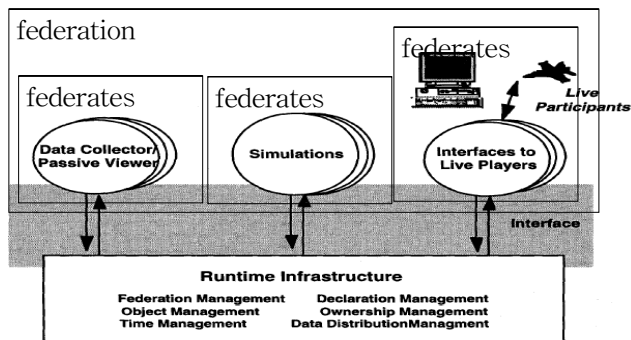 federation
federates
federates
federates
Live
Participants
Data Collector/
Passive Viewer
Simulations
Interfaces to
Live Players
Interface
Runtime Infrastructure
Federation Management Declaration Management
Object Management Ownership Management
Time Management Data DistributionManagment